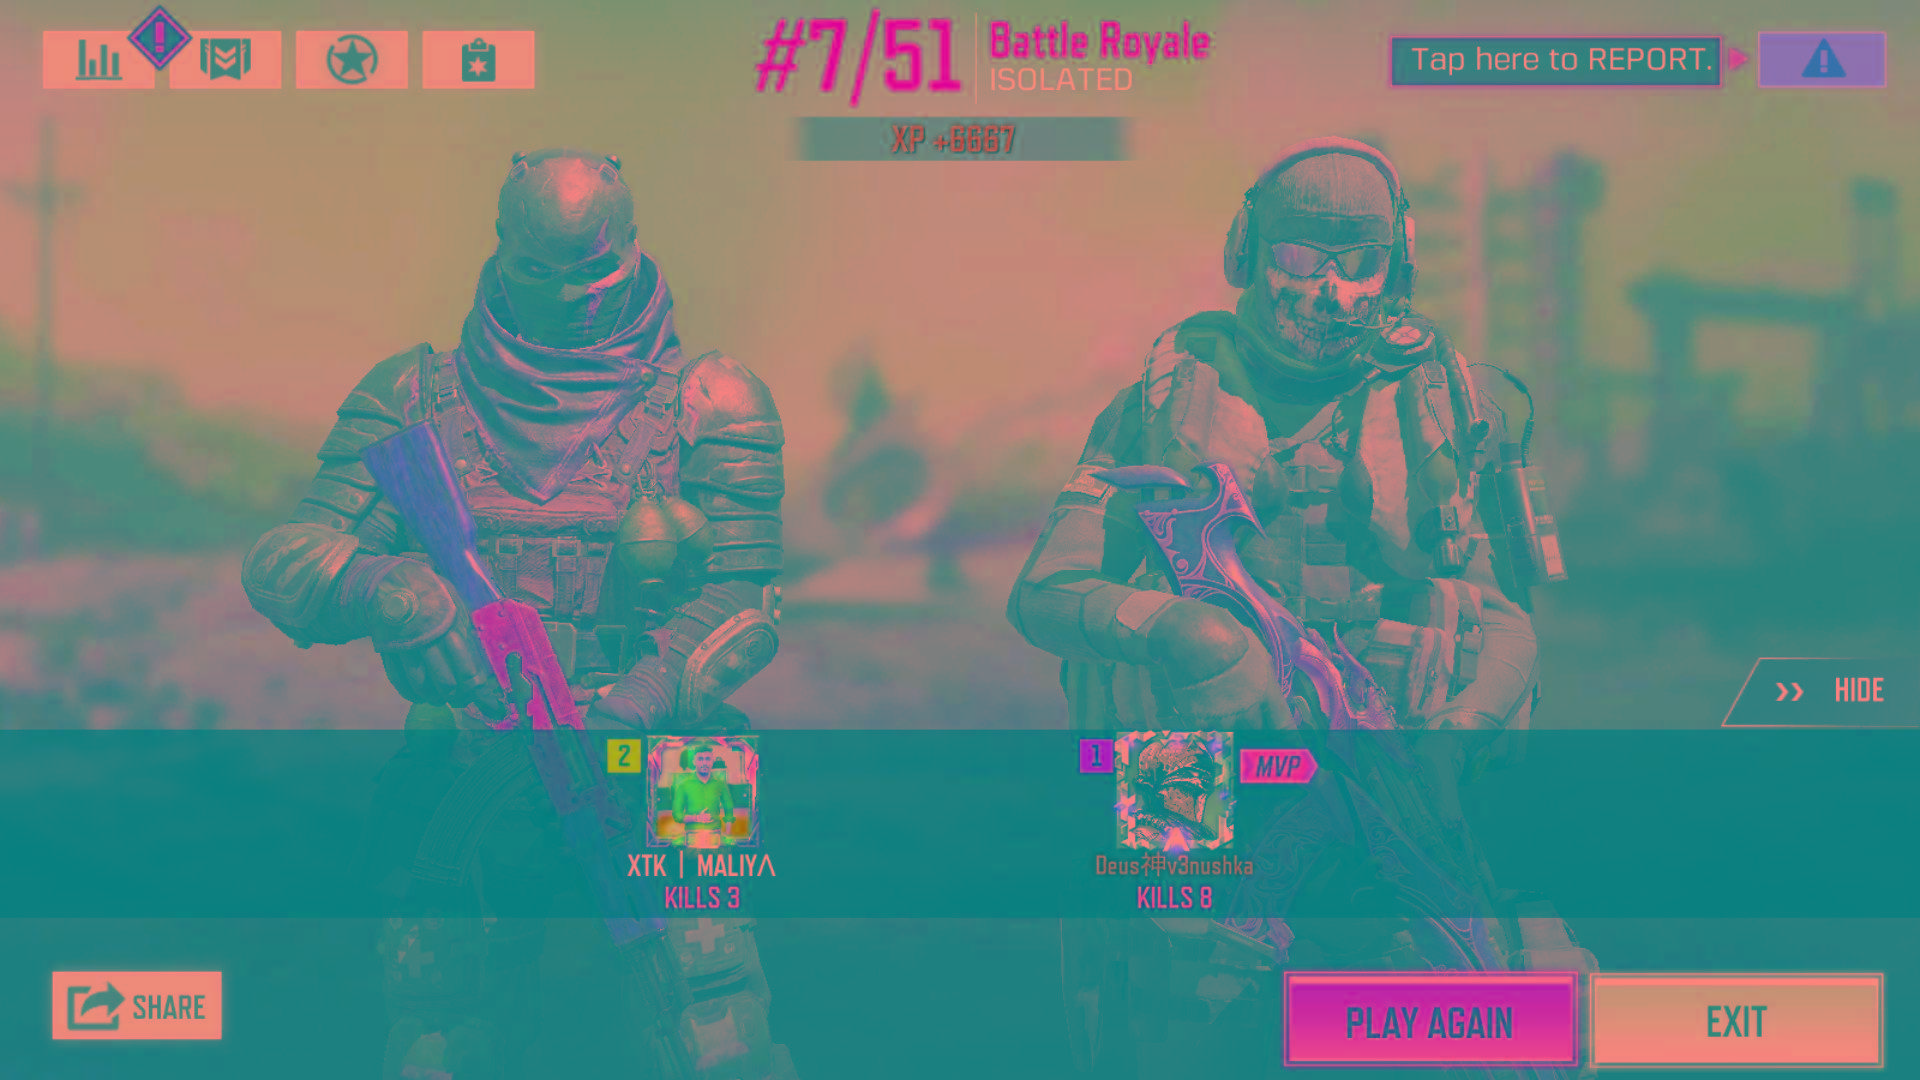 #7/51
Battle Royale
ISOLATED
Tap here to REPORT.
XP +6667
HIDE
2
1
MVP
XTK | MALIYΛ
KILLS 3
Deus神v3nushka
KILLS 8
SHARE
PLAY AGAIN
EXIT